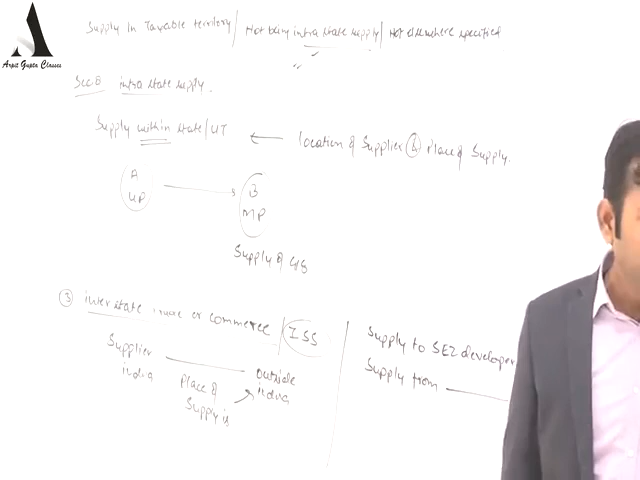 Arpit Gupta Classes
Supply In Taxable territory / Not being intra state supply / Not elsewhere specified
Sec. 8 intra state supply.
Supply within state/UT ← location of Supplier & Place of Supply.
A
UP
B
MP
Supply of G/S
③ interstate trade or commerce / ISS
Supplier
india
outside
india
Place of
Supply is
Supply to SEZ developer
Supply from